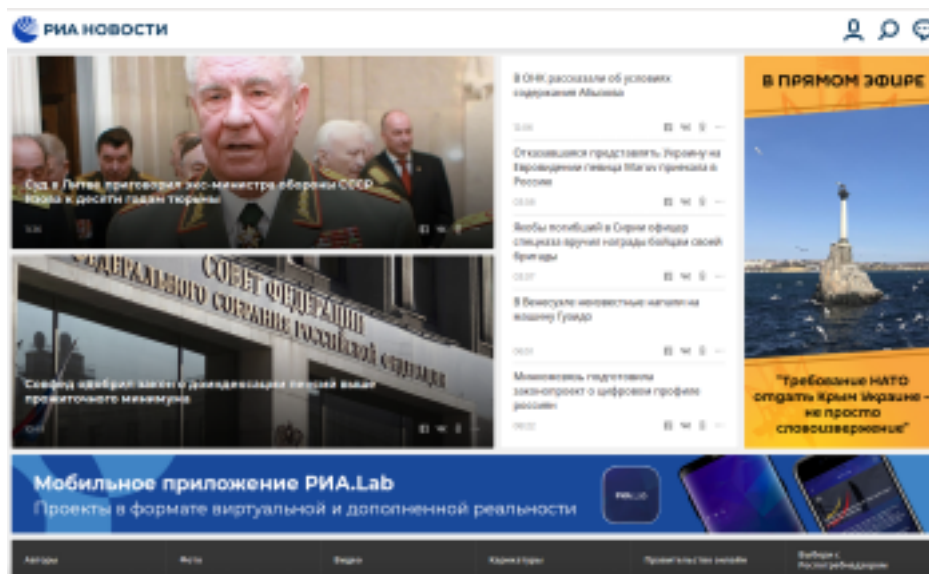 РИА НОВОСТИ
Суд в Литве приговорил экс-министра обороны СССР
Язова к десяти годам тюрьмы
СОВЕТ ФЕДЕРАЦИИ
ФЕДЕРАЛЬНОГО СОБРАНИЯ РОССИЙСКОЙ ФЕДЕРАЦИИ
Совфед одобрил закон о доиндексации пенсий выше
прожиточного минимума
В ОНК рассказали об условиях
содержания Абызова
Отказавшаяся представлять Украину на
Евровидении певица Maruv приехала в
Россию
Якобы погибший в Сирии офицер
спецназа вручил награды бойцам своей
бригады
В Венесуэле неизвестные напали на
машину Гуаидо
Минкомсвязь подготовила
законопроект о цифровом профиле
россиян
В ПРЯМОМ ЭФИРЕ
"Требование НАТО
отдать Крым Украине –
не просто
словоизвержение"
Мобильное приложение РИА.Lab
Проекты в формате виртуальной и дополненной реальности
РИА.Lab
Авторы
Фото
Видео
Карикатуры
Правительство онлайн
Выбираем с
Роспотребнадзором